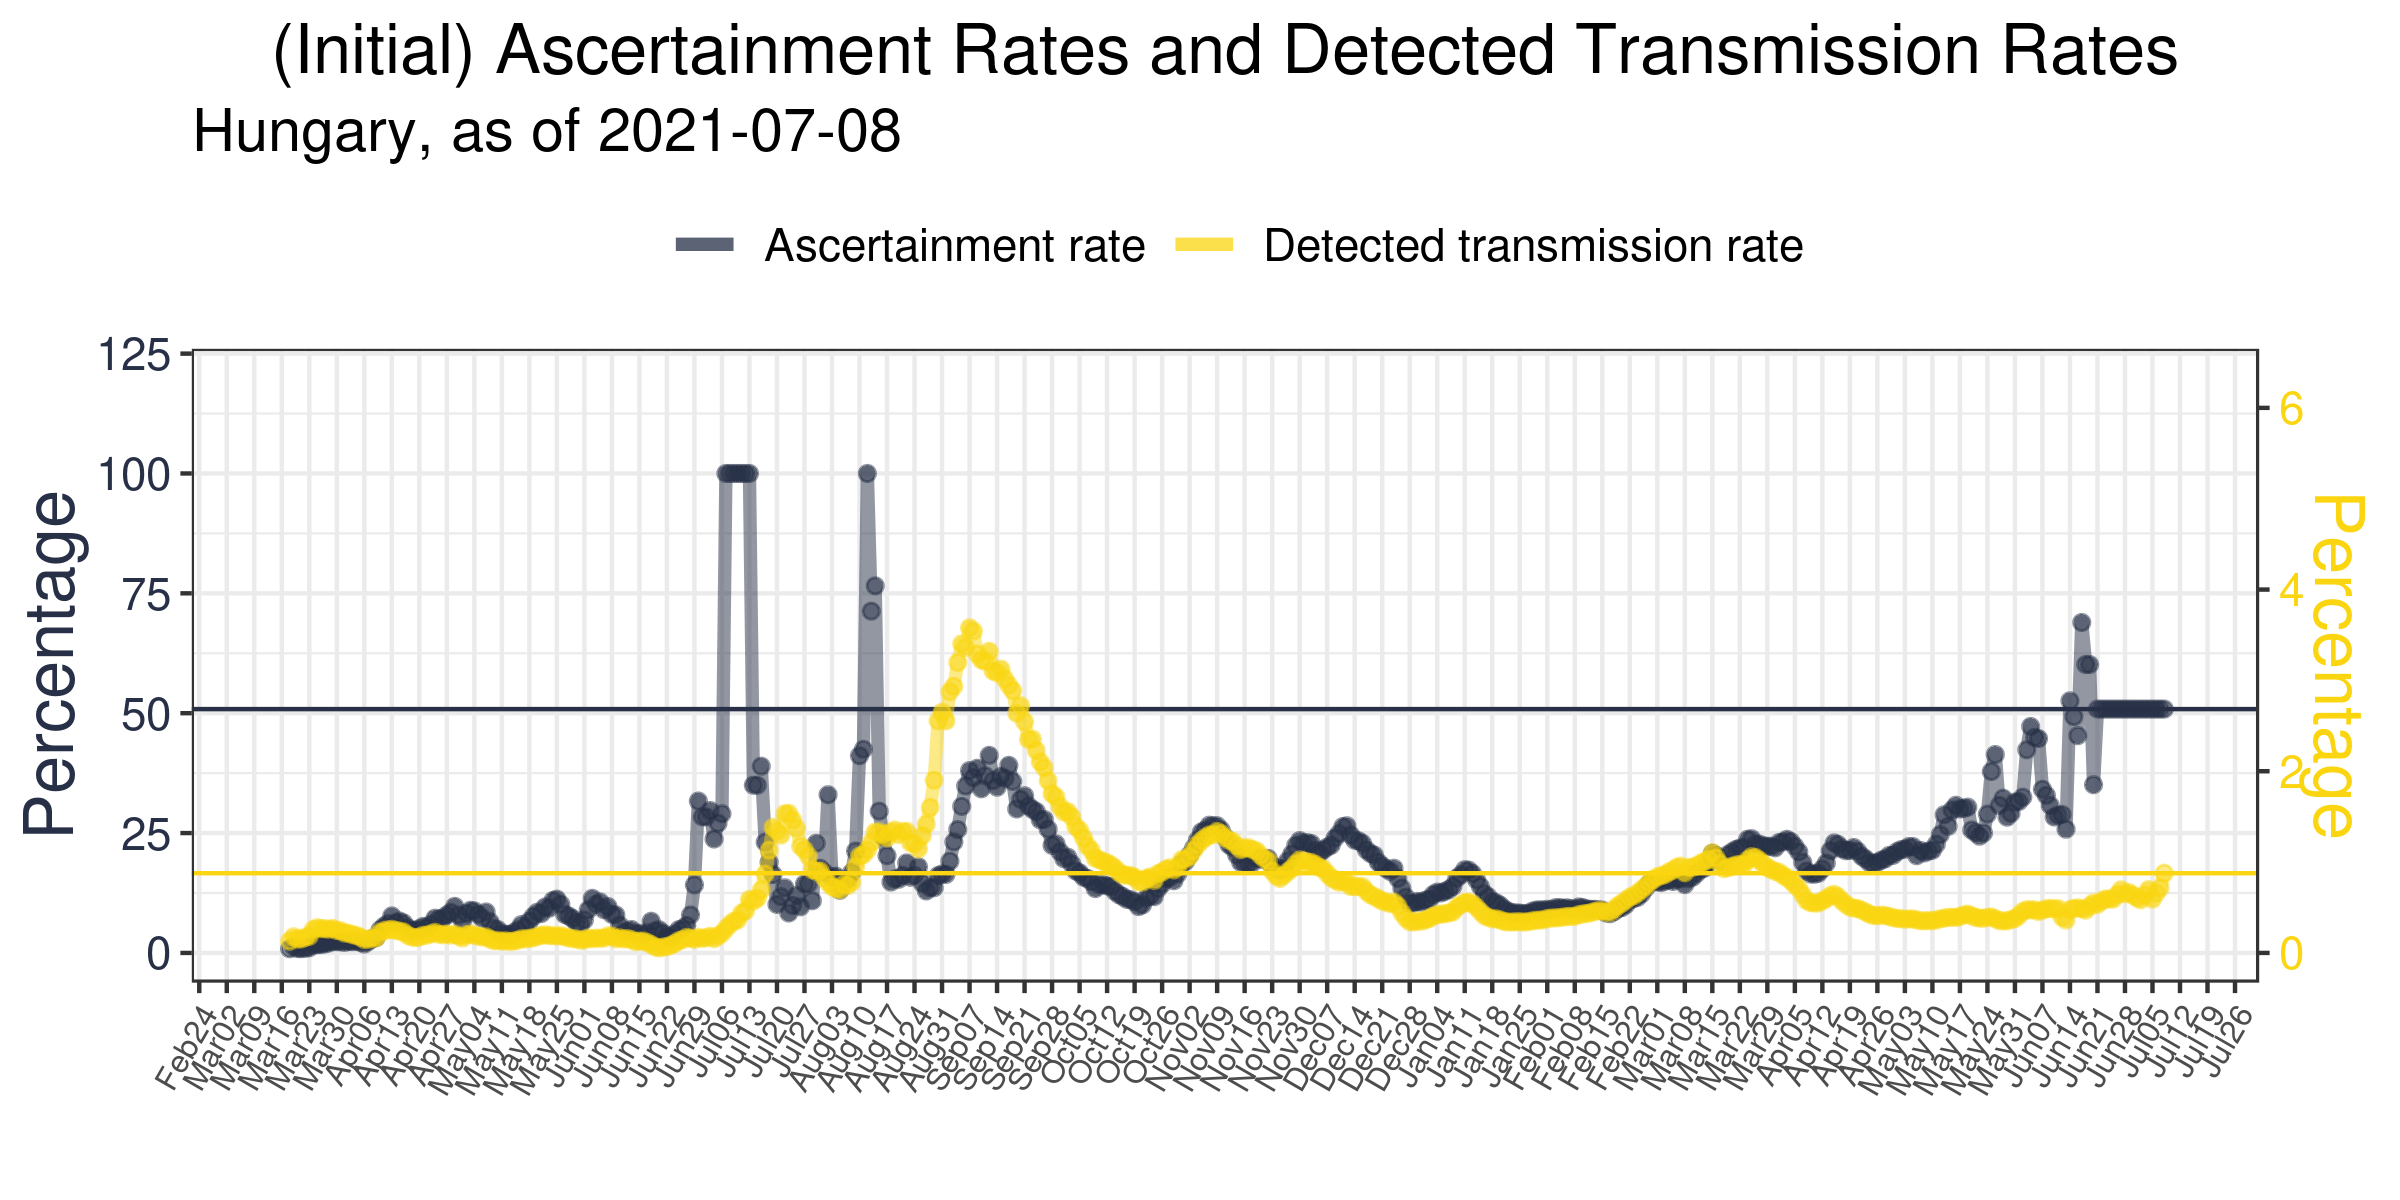 (Initial) Ascertainment Rates and Detected Transmission Rates
Hungary, as of 2021-07-08
Ascertainment rate
Detected transmission rate
Percentage
125
100
75
50
25
0
6
4
2
0
Percentage
Feb24
Mar02
Mar09
Mar16
Mar23
Mar30
Apr06
Apr13
Apr20
Apr27
May04
May11
May18
May25
Jun01
Jun08
Jun15
Jun22
Jun29
Jul06
Jul13
Jul20
Jul27
Aug03
Aug10
Aug17
Aug24
Aug31
Sep07
Sep14
Sep21
Sep28
Oct05
Oct12
Oct19
Oct26
Nov02
Nov09
Nov16
Nov23
Nov30
Dec07
Dec14
Dec21
Dec28
Jan04
Jan11
Jan18
Jan25
Feb01
Feb08
Feb15
Feb22
Mar01
Mar08
Mar15
Mar22
Mar29
Apr05
Apr12
Apr19
Apr26
May03
May10
May17
May24
May31
Jun07
Jun14
Jun21
Jun28
Jul05
Jul12
Jul19
Jul26